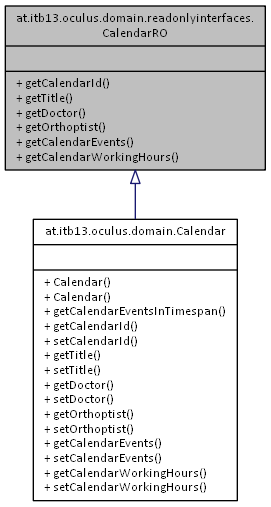 at.itb13.oculus.domain.readonlyinterfaces.
CalendarRO
+ getCalendarId()
+ getTitle()
+ getDoctor()
+ getOrthoptist()
+ getCalendarEvents()
+ getCalendarWorkingHours()
at.itb13.oculus.domain.Calendar
+ Calendar()
+ Calendar()
+ getCalendarEventsInTimespan()
+ getCalendarId()
+ setCalendarId()
+ getTitle()
+ setTitle()
+ getDoctor()
+ setDoctor()
+ getOrthoptist()
+ setOrthoptist()
+ getCalendarEvents()
+ setCalendarEvents()
+ getCalendarWorkingHours()
+ setCalendarWorkingHours()